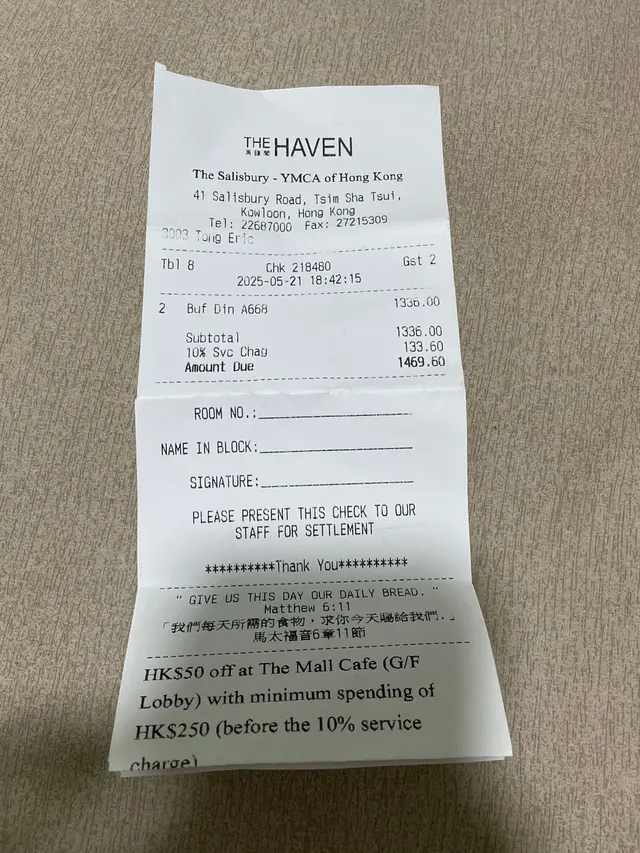 THE HAVEN
The Salisbury - YMCA of Hong Kong
41 Salisbury Road, Tsim Sha Tsui,
Kowloon, Hong Kong
Tel: 22687000 Fax: 27215309
3003 Tong Eric
Tbl 8 Chk 218460 Gst 2
2025-05-21 18:42:15
2 Buf Din A668 1336.00
Subtotal 1336.00
10% Svc Chag 133.60
Amount Due 1469.60
ROOM NO.:
NAME IN BLOCK:
SIGNATURE:
PLEASE PRESENT THIS CHECK TO OUR
STAFF FOR SETTLEMENT
**********Thank You**********
" GIVE US THIS DAY OUR DAILY BREAD. "
Matthew 6:11
「我們每天所需的食物，求你今天賜給我們．」
馬太福音6章11節
HK$50 off at The Mall Cafe (G/F
Lobby) with minimum spending of
HK$250 (before the 10% service
charge)